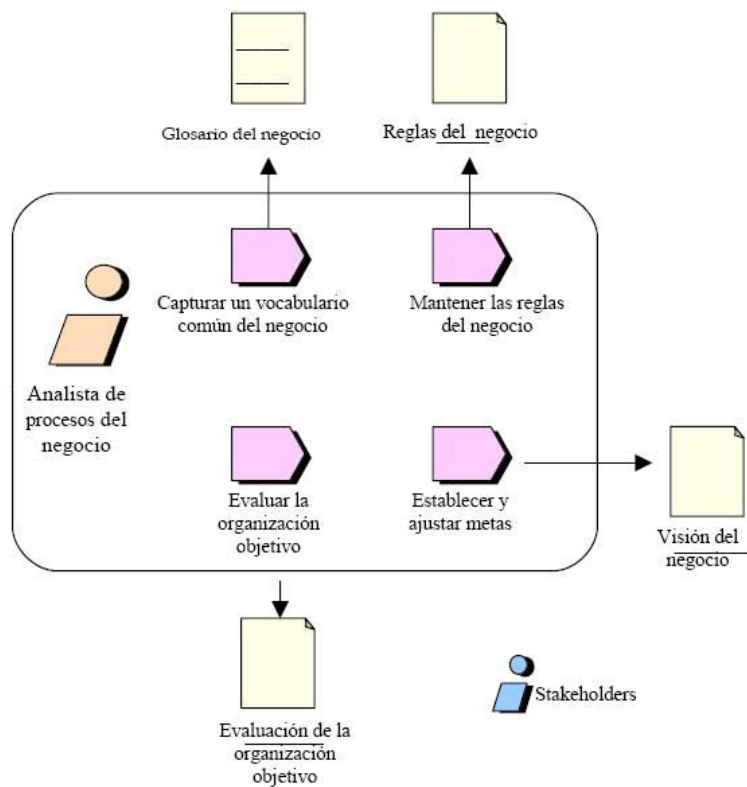 Glosario del negocio
Reglas del negocio
Capturar un vocabulario
común del negocio
Mantener las reglas
del negocio
Analista de
procesos del
negocio
Evaluar la
organización
objetivo
Establecer y
ajustar metas
Visión del
negocio
Stakeholders
Evaluación de la
organización
objetivo